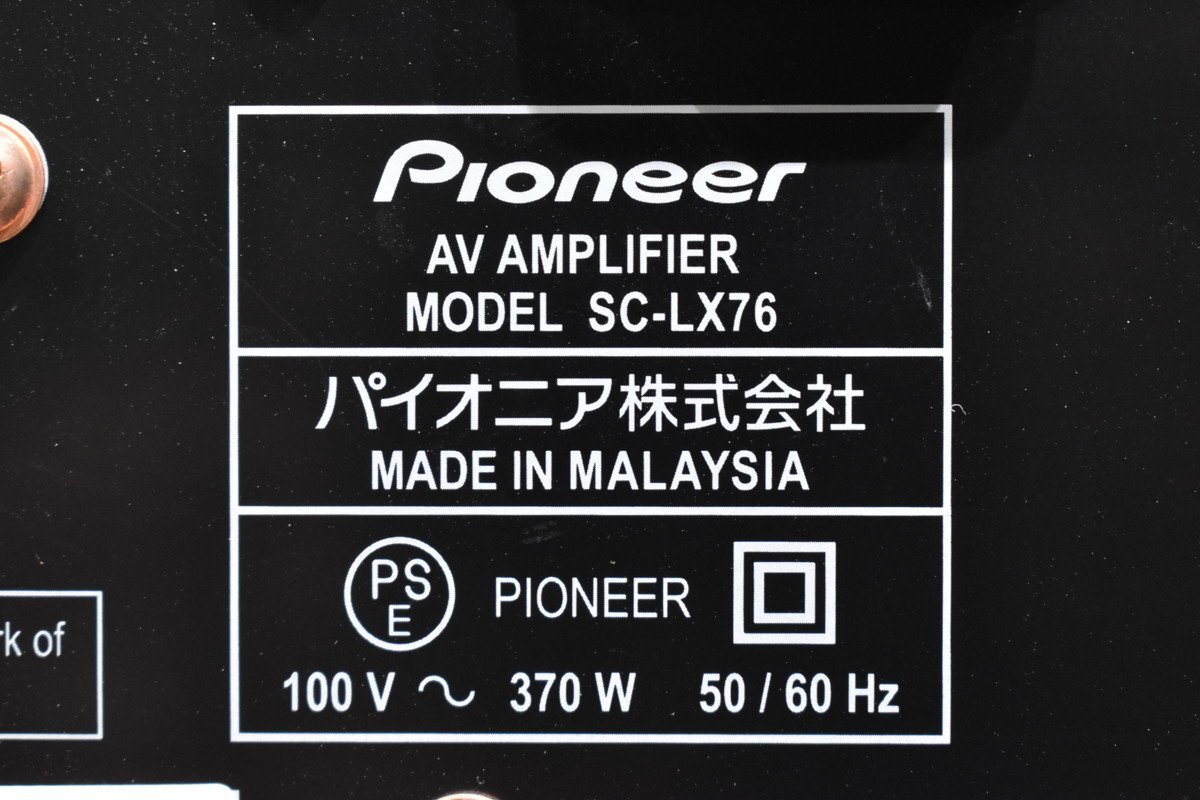 Pioneer
AV AMPLIFIER
MODEL SC-LX76
パイオニア株式会社
MADE IN MALAYSIA
PS
E
PIONEER
100 V ～ 370 W 50 / 60 Hz
of